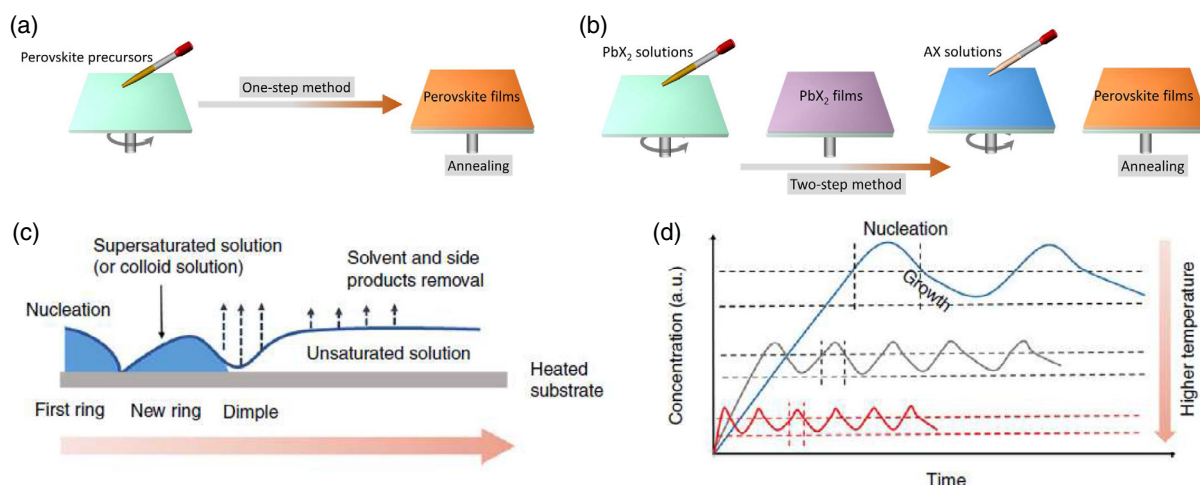 (a)
Perovskite precursors
One-step method
Perovskite films
Annealing
(b)
PbX₂ solutions
PbX₂ films
AX solutions
Perovskite films
Two-step method
Annealing
(c)
Supersaturated solution
(or colloid solution)
Solvent and side
products removal
Nucleation
Unsaturated solution
Heated
substrate
First ring
New ring
Dimple
(d)
Nucleation
Growth
Concentration (a.u.)
Higher temperature
Time